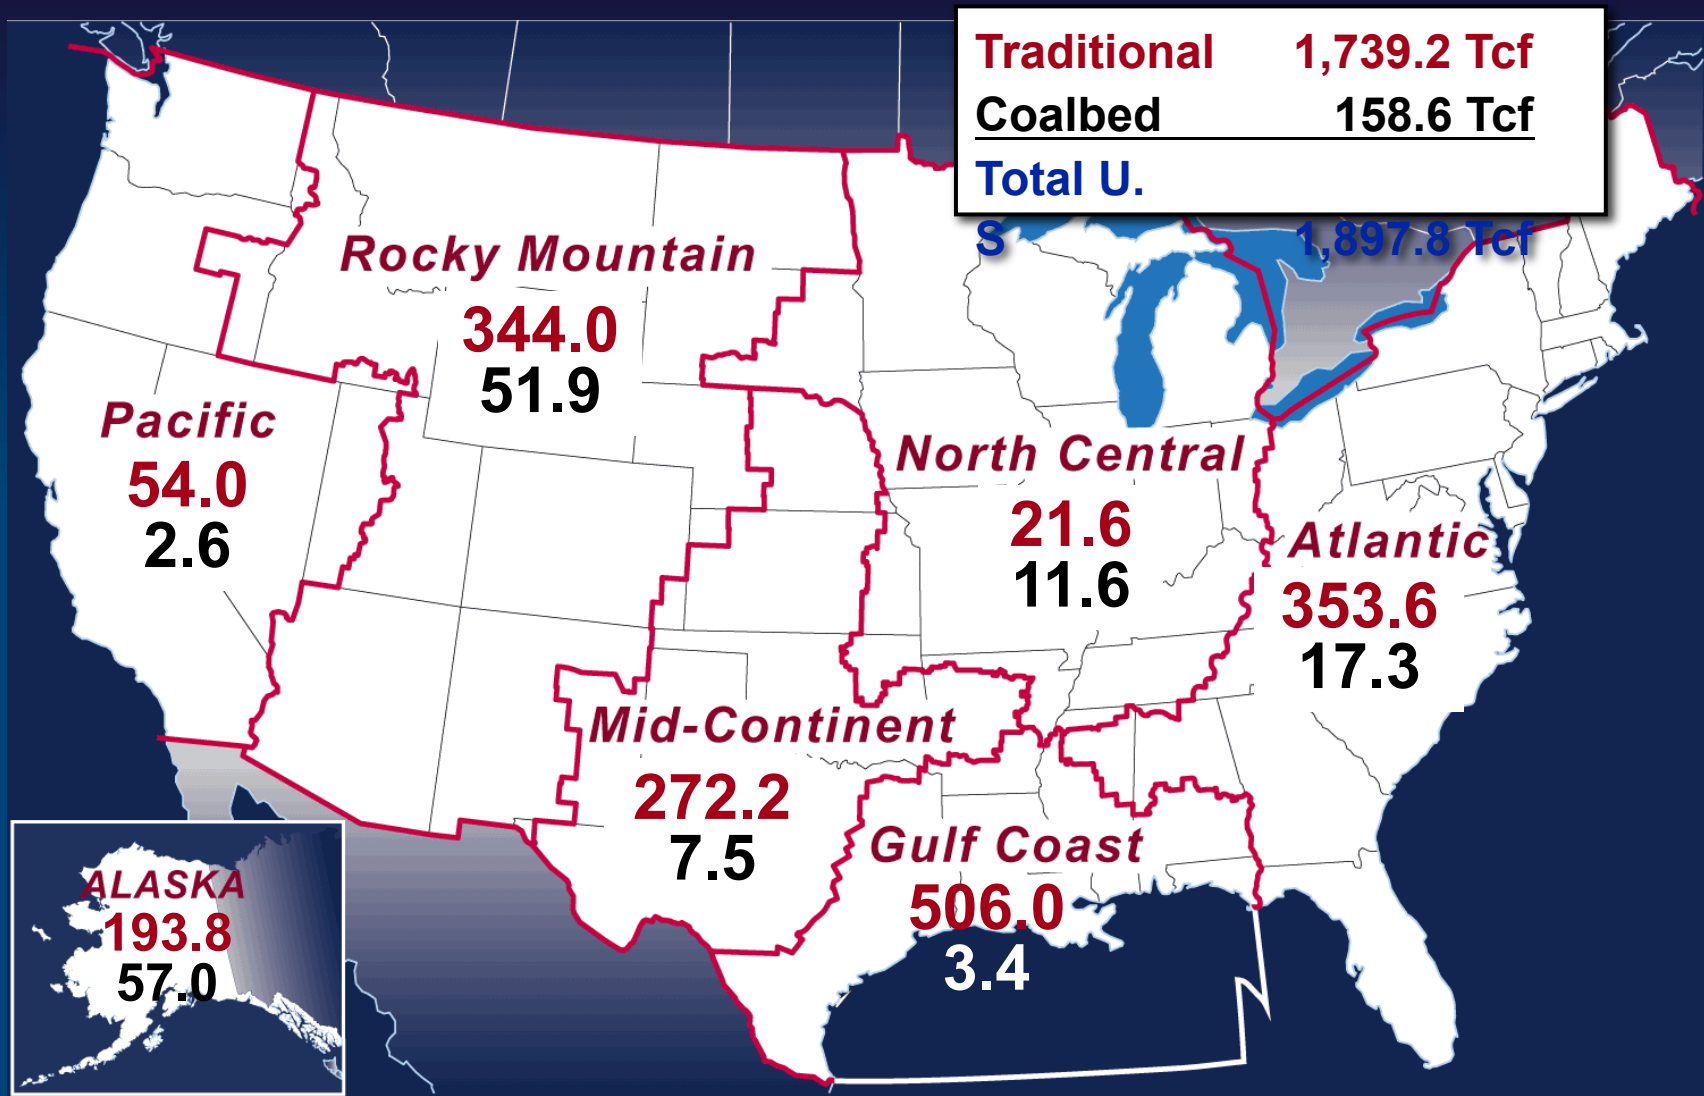 Traditional 1,739.2 Tcf
Coalbed 158.6 Tcf
Total U.
S 1,897.8 Tcf
Rocky Mountain
344.0
51.9
Pacific
54.0
2.6
North Central
21.6
11.6
Atlantic
353.6
17.3
Mid-Continent
272.2
7.5
Gulf Coast
506.0
3.4
ALASKA
193.8
57.0